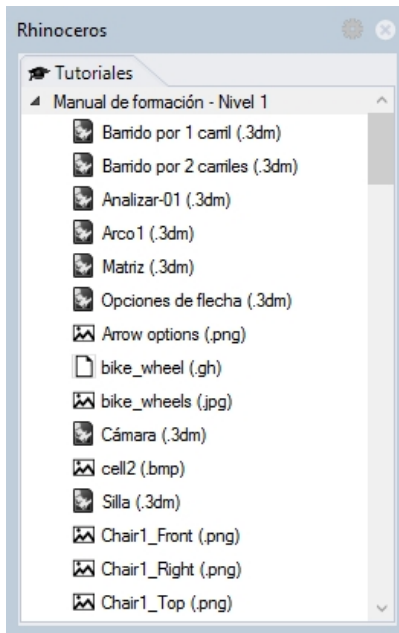 Rhinoceros
Tutoriales
Manual de formación - Nivel 1
Barrido por 1 carril (.3dm)
Barrido por 2 carriles (.3dm)
Analizar-01 (.3dm)
Arco1 (.3dm)
Matriz (.3dm)
Opciones de flecha (.3dm)
Arrow options (.png)
bike_wheel (.gh)
bike_wheels (.jpg)
Cámara (.3dm)
cell2 (.bmp)
Silla (.3dm)
Chair1_Front (.png)
Chair1_Right (.png)
Chair1_Top (.png)